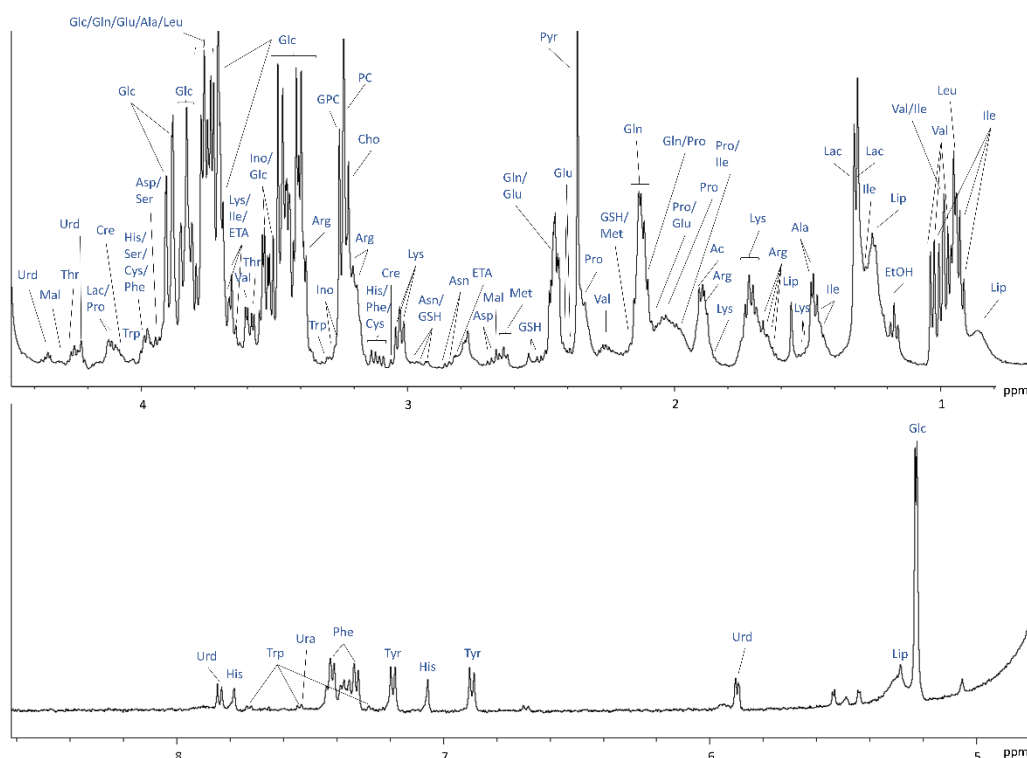 Glc/Gln/Glu/Ala/Leu
Glc
Pyr
PC
GPC
Cho
Glc
Glc
Asp/
Ser
Urd
Cre
His/
Ser/
Cys/
Phe
Thr
Urd
Mal
Lac/
Pro
Trp
Lys/
Ile/
ETA
Thr
Val
Ino/
Glc
Arg
Ino
Trp
Arg
Cre
His/
Phe/
Cys
Lys
Asn/
GSH
Asn
ETA
Asp
Mal
Met
GSH
Gln/
Glu
Glu
Pro
Val
GSH/
Met
Gln
Gln/Pro
Pro/
Ile
Pro
Pro/
Glu
Ac
Arg
Lys
Lys
Arg
Lip
Lys
Ala
Ile
Lac
Lac
Ile
Lip
EtOH
Val/Ile
Val
Leu
Ile
Lip
4
3
2
1
ppm
Urd
His
Trp
Ura
Phe
Tyr
His
Tyr
Urd
Lip
Glc
8
7
6
5
ppm